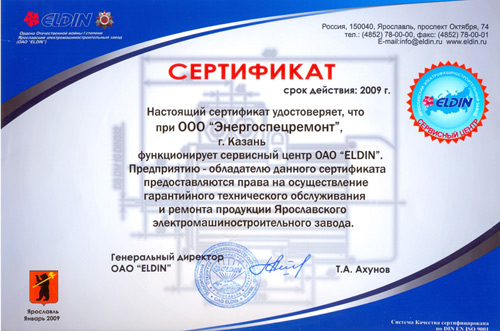 ELDIN
Ордена Отечественной войны I степени
Ярославский электромашиностроительный завод
(ОАО "ELDIN")
Россия, 150040, Ярославль, проспект Октября, 74
тел.: (4852) 78-00-00, факс: (4852) 78-00-01
E-mail:info@eldin.ru www.eldin.ru
СЕРТИФИКАТ
срок действия: 2009 г.
ELDIN
СЕРВИСНЫЙ ЦЕНТР
Настоящий сертификат удостоверяет, что
при ООО "Энергоспецремонт",
г. Казань
функционирует сервисный центр ОАО "ELDIN".
Предприятию - обладателю данного сертификата
предоставляются права на осуществление
гарантийного технического обслуживания
и ремонта продукции Ярославского
электромашиностроительного завода.
Генеральный директор
ОАО "ELDIN"
Т.А. Ахунов
Ярославль
Январь 2009
Система Качества сертифицирована
по DIN EN ISO 9001